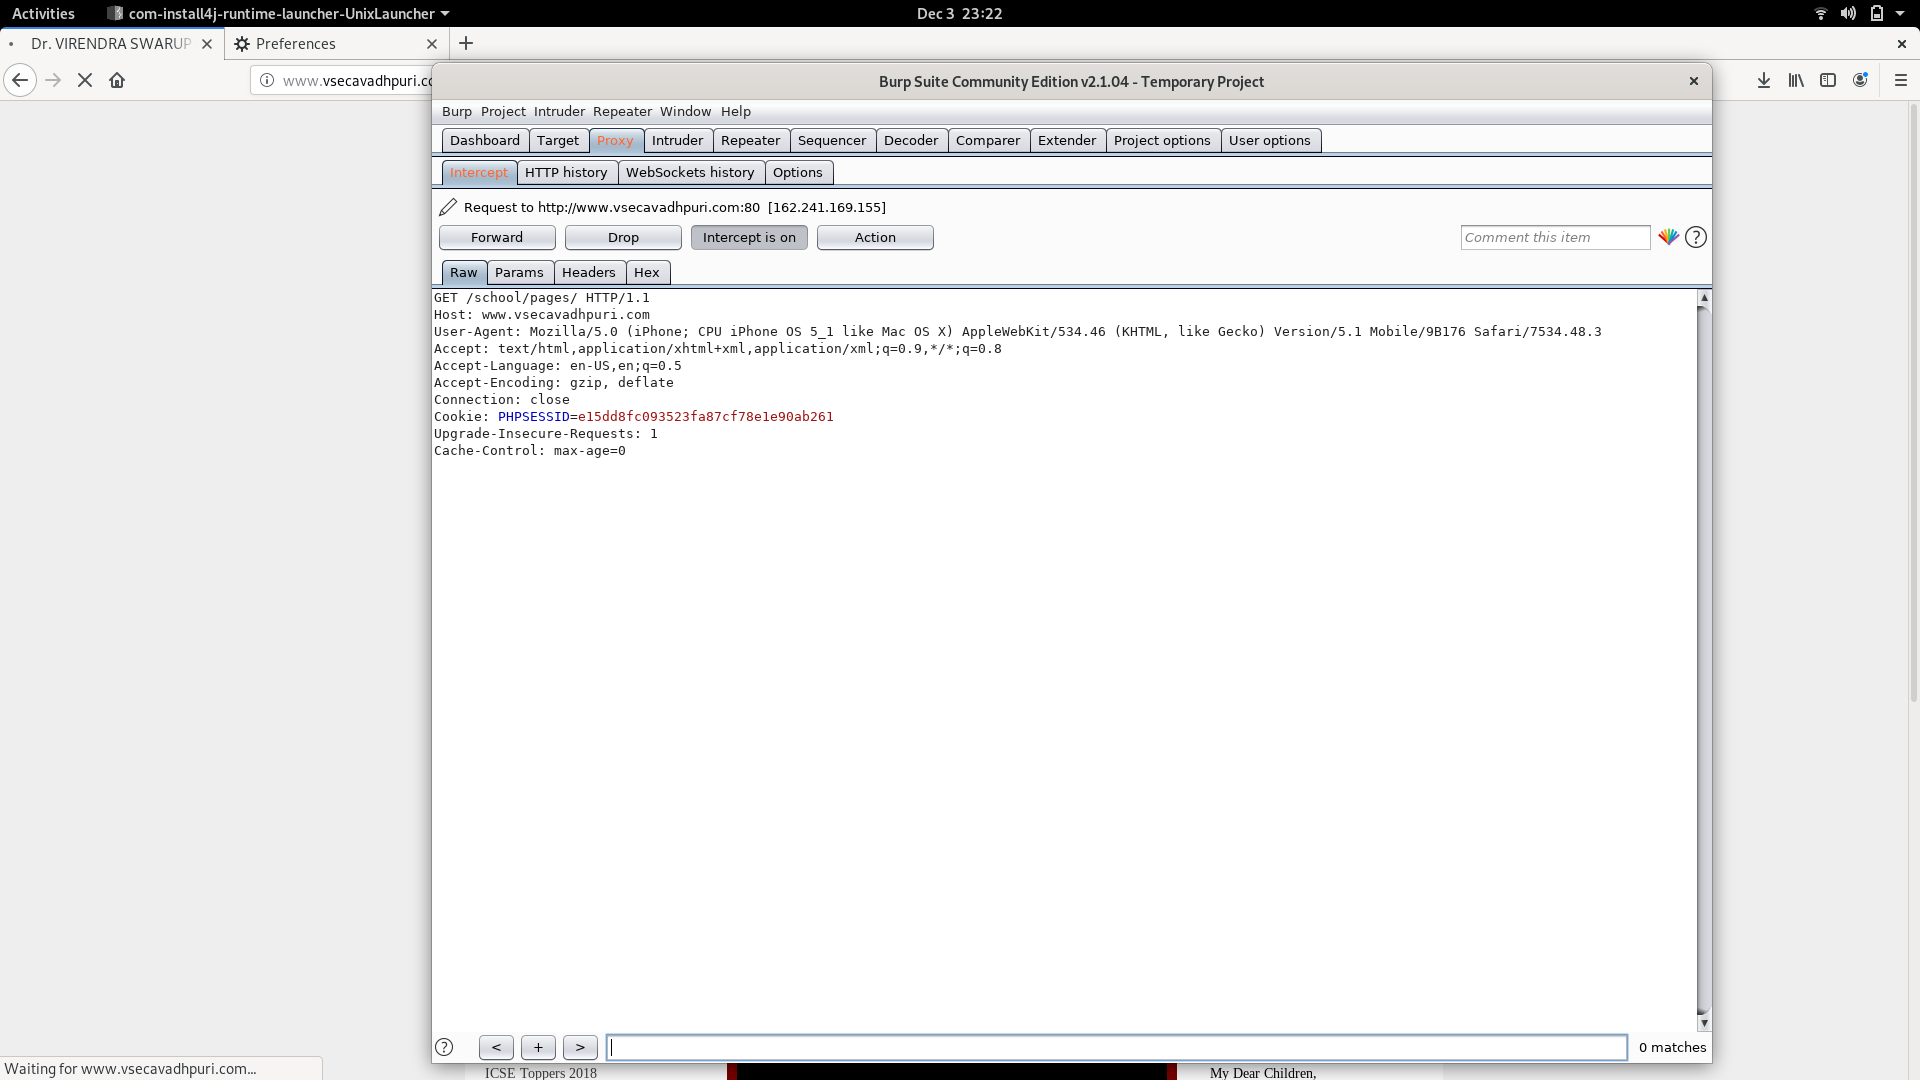 Activities com-install4j-runtime-launcher-UnixLauncher Dec 3 23:22
Dr. VIRENDRA SWARUP Preferences
www.vsecavadhpuri.co
Burp Suite Community Edition v2.1.04 - Temporary Project
Burp Project Intruder Repeater Window Help
Dashboard Target Proxy Intruder Repeater Sequencer Decoder Comparer Extender Project options User options
Intercept HTTP history WebSockets history Options
Request to http://www.vsecavadhpuri.com:80 [162.241.169.155]
Forward Drop Intercept is on Action Comment this item ?
Raw Params Headers Hex
GET /school/pages/ HTTP/1.1
Host: www.vsecavadhpuri.com
User-Agent: Mozilla/5.0 (iPhone; CPU iPhone OS 5_1 like Mac OS X) AppleWebKit/534.46 (KHTML, like Gecko) Version/5.1 Mobile/9B176 Safari/7534.48.3
Accept: text/html,application/xhtml+xml,application/xml;q=0.9,*/*;q=0.8
Accept-Language: en-US,en;q=0.5
Accept-Encoding: gzip, deflate
Connection: close
Cookie: PHPSESSID=e15dd8fc093523fa87cf78e1e90ab261
Upgrade-Insecure-Requests: 1
Cache-Control: max-age=0
? < + > 0 matches
Waiting for www.vsecavadhpuri.com...
ICSE Toppers 2018 My Dear Children,